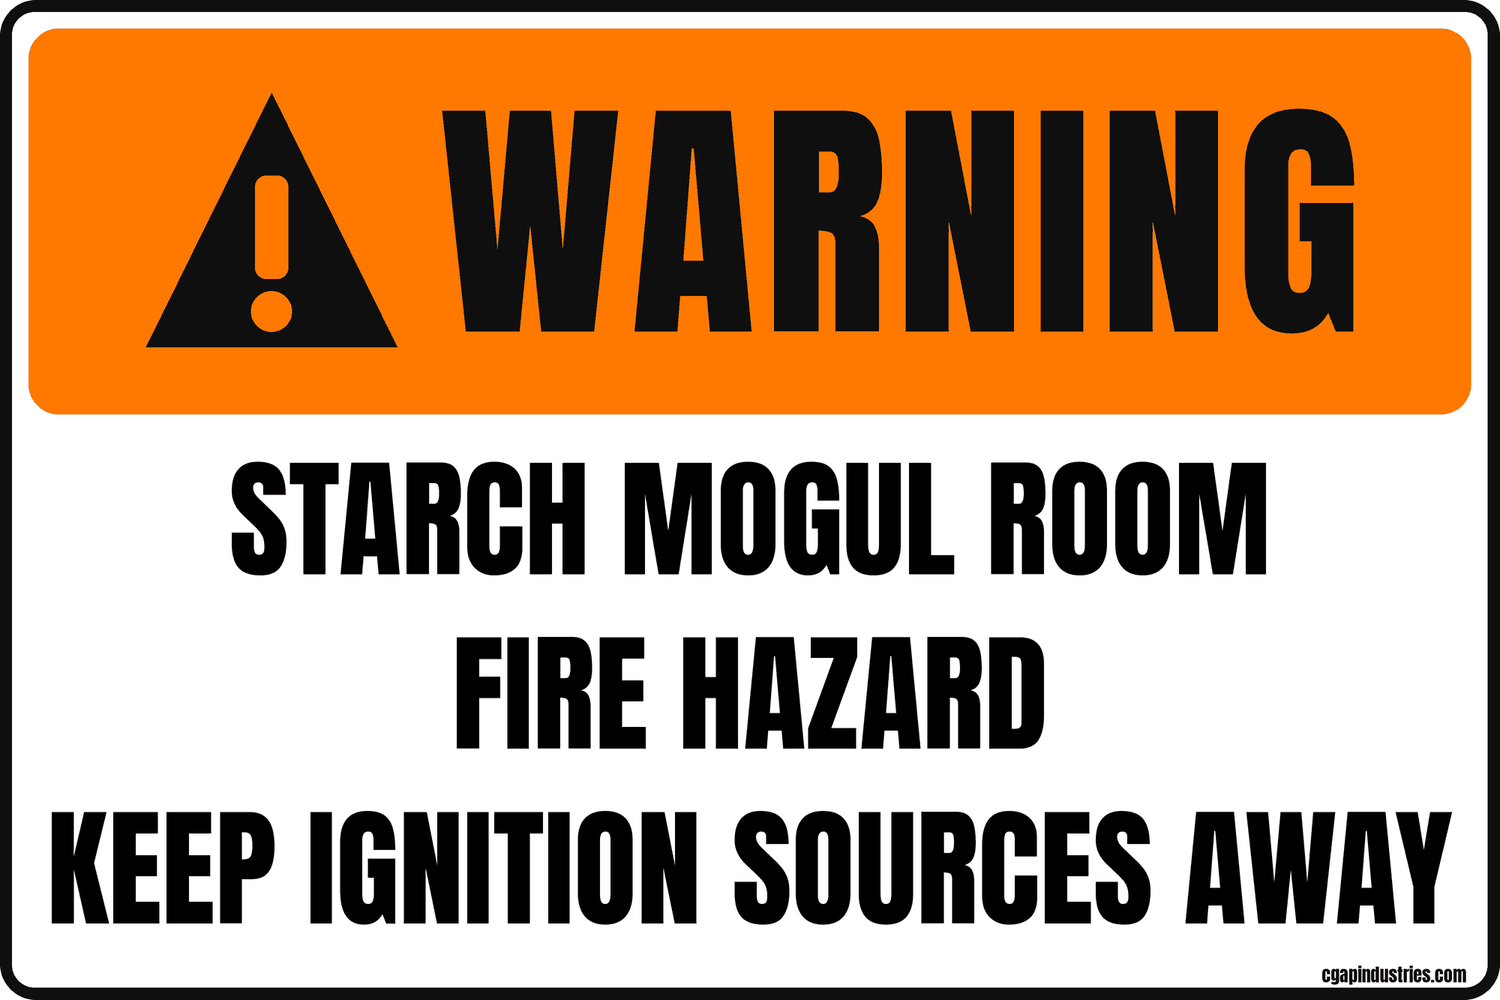 WARNING
STARCH MOGUL ROOM
FIRE HAZARD
KEEP IGNITION SOURCES AWAY
cgapindustries.com